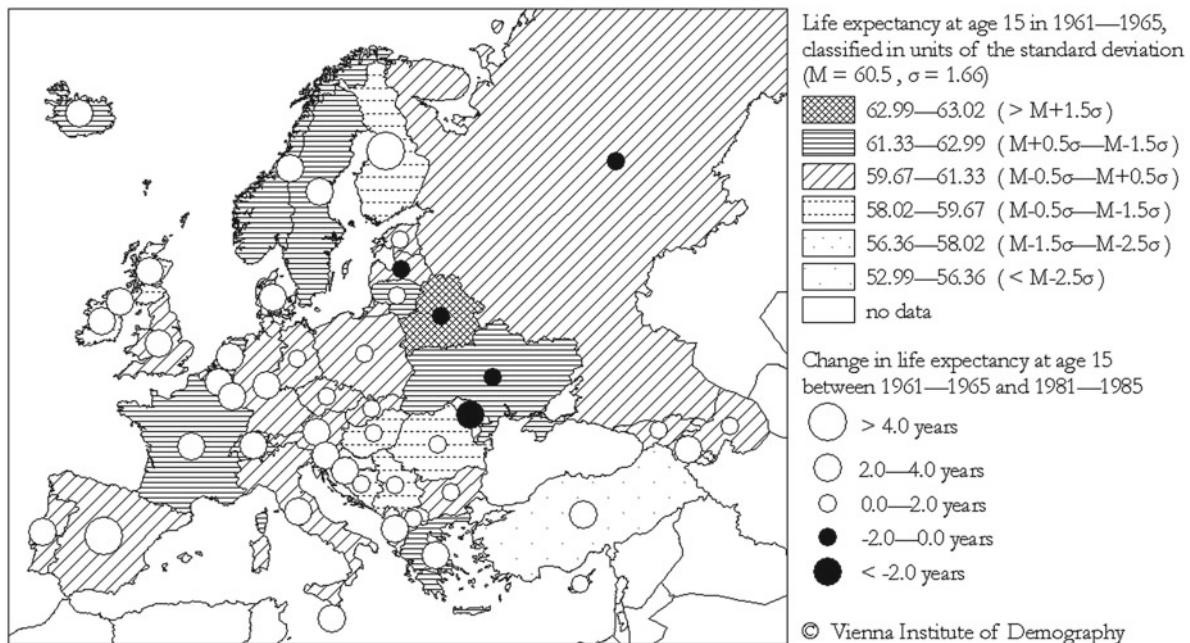 Life expectancy at age 15 in 1961—1965,
classified in units of the standard deviation
(M = 60.5 , σ = 1.66)
62.99—63.02 ( > M+1.5σ)
61.33—62.99 ( M+0.5σ—M-1.5σ)
59.67—61.33 ( M-0.5σ—M+0.5σ)
58.02—59.67 ( M-0.5σ—M-1.5σ)
56.36—58.02 ( M-1.5σ—M-2.5σ)
52.99—56.36 ( < M-2.5σ)
no data
Change in life expectancy at age 15
between 1961—1965 and 1981—1985
> 4.0 years
2.0—4.0 years
0.0—2.0 years
-2.0—0.0 years
< -2.0 years
© Vienna Institute of Demography